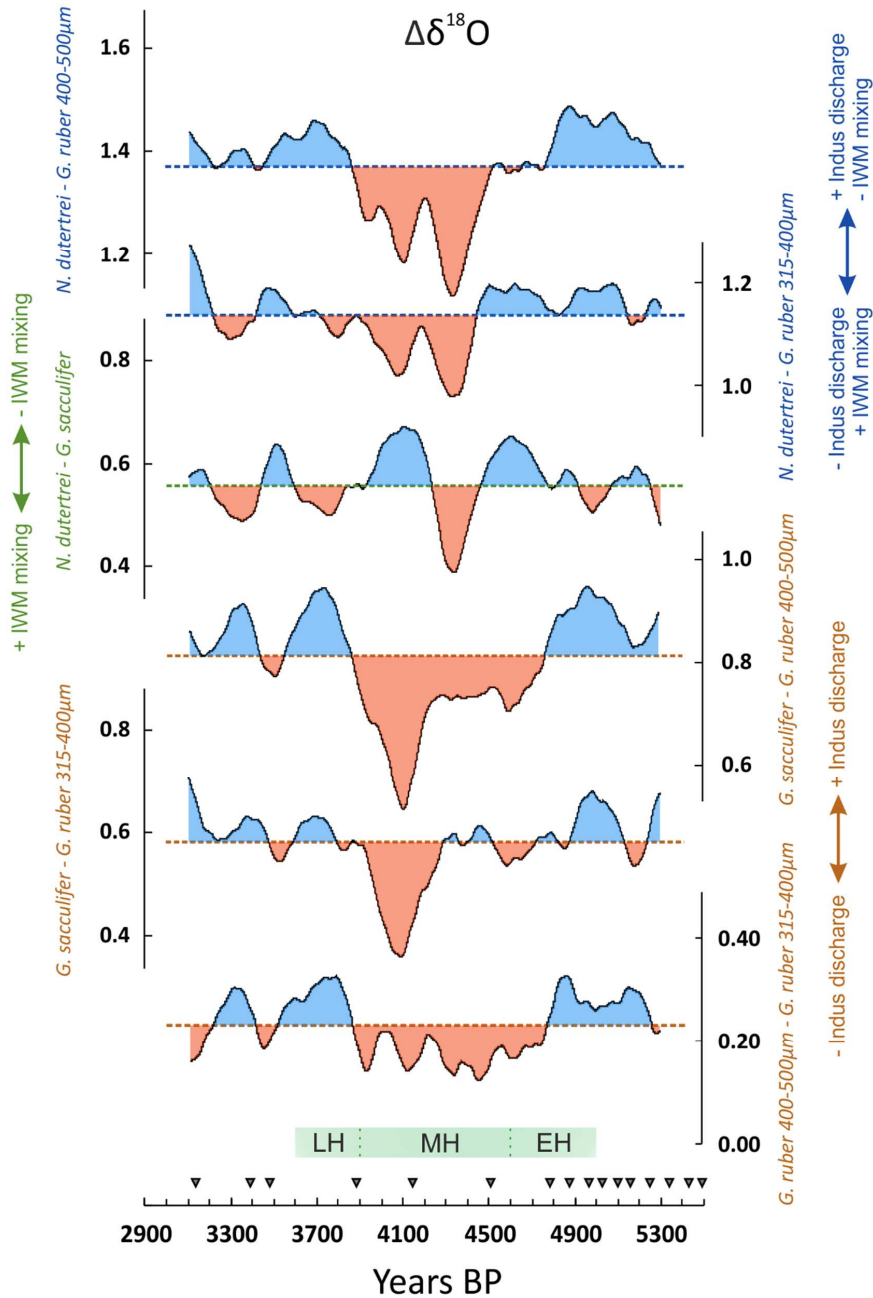 Δδ¹⁸O
N. dutertrei - G. ruber 400-500µm
1.6
1.4
1.2
+ Indus discharge
- IWM mixing
- Indus discharge
+ IWM mixing
N. dutertrei - G. ruber 315-400µm
1.2
1.0
- IWM mixing
+ IWM mixing
N. dutertrei - G. sacculifer
0.8
0.6
0.4
G. sacculifer - G. ruber 400-500µm
1.0
0.8
0.6
+ Indus discharge
- Indus discharge
G. sacculifer - G. ruber 315-400µm
0.8
0.6
0.4
G. ruber 400-500µm - G. ruber 315-400µm
0.40
0.20
0.00
LH MH EH
2900 3300 3700 4100 4500 4900 5300
Years BP